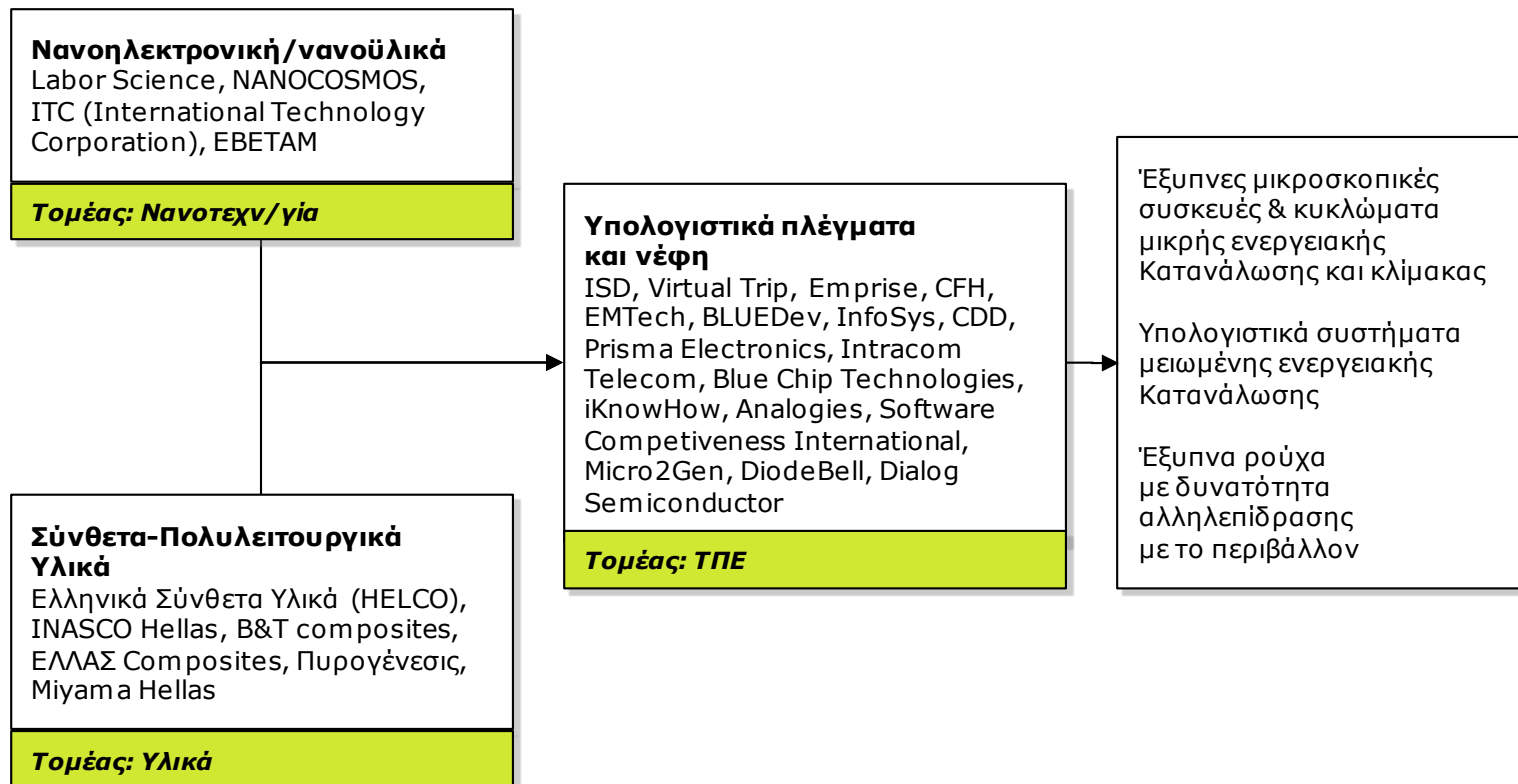 Νανοηλεκτρονική/νανοϋλικά
Labor Science, NANOCOSMOS,
ITC (International Technology
Corporation), EBETAM
Τομέας: Νανοτεχν/γία
Σύνθετα-Πολυλειτουργικά
Υλικά
Ελληνικά Σύνθετα Υλικά (HELCO),
INASCO Hellas, B&T composites,
ΕΛΛΑΣ Composites, Πυρογένεσις,
Miyama Hellas
Τομέας: Υλικά
Υπολογιστικά πλέγματα
και νέφη
ISD, Virtual Trip, Emprise, CFH,
EMTech, BLUEDev, InfoSys, CDD,
Prisma Electronics, Intracom
Telecom, Blue Chip Technologies,
iKnowHow, Analogies, Software
Competiveness International,
Micro2Gen, DiodeBell, Dialog
Semiconductor
Τομέας: ΤΠΕ
Έξυπνες μικροσκοπικές
συσκευές & κυκλώματα
μικρής ενεργειακής
Κατανάλωσης και κλίμακας
Υπολογιστικά συστήματα
μειωμένης ενεργειακής
Κατανάλωσης
Έξυπνα ρούχα
με δυνατότητα
αλληλεπίδρασης
με το περιβάλλον